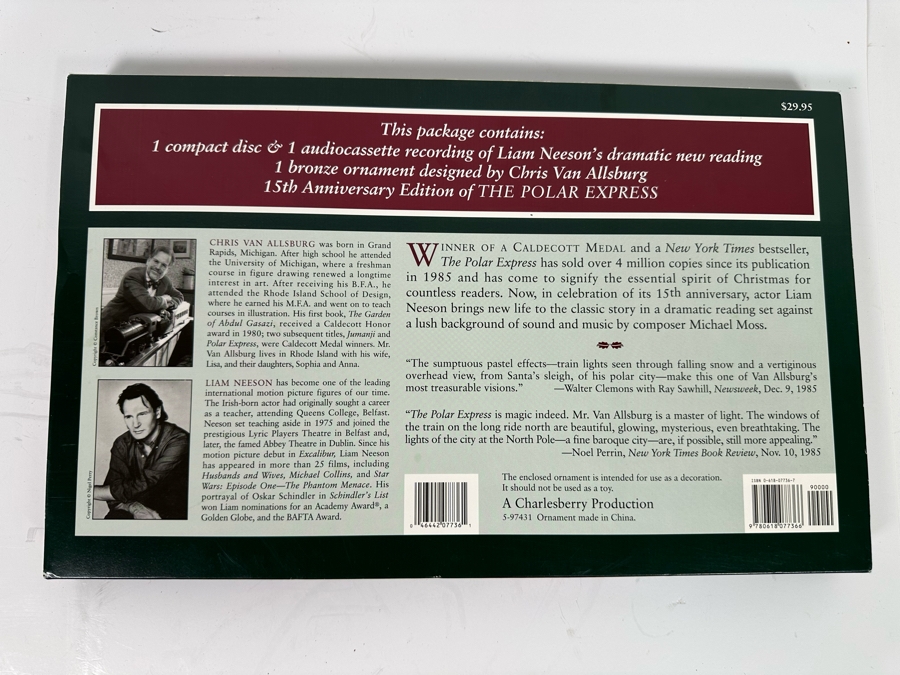 $29.95
This package contains:
1 compact disc & 1 audiocassette recording of Liam Neeson's dramatic new reading
1 bronze ornament designed by Chris Van Allsburg
15th Anniversary Edition of THE POLAR EXPRESS
CHRIS VAN ALLSBURG was born in Grand
Rapids, Michigan. After high school he attended
the University of Michigan, where a freshman
course in figure drawing renewed a longtime
interest in art. After receiving his B.F.A., he
attended the Rhode Island School of Design,
where he earned his M.F.A. and went on to teach
courses in illustration. His first book, The Garden
of Abdul Gasazi, received a Caldecott Honor
award in 1980; two subsequent titles, Jumanji and
Polar Express, were Caldecott Medal winners. Mr.
Van Allsburg lives in Rhode Island with his wife,
Lisa, and their daughters, Sophia and Anna.
LIAM NEESON has become one of the leading
international motion picture figures of our time.
The Irish-born actor had originally sought a career
as a teacher, attending Queens College, Belfast.
Neeson set teaching aside in 1975 and joined the
prestigious Lyric Players Theatre in Belfast and,
later, the famed Abbey Theatre in Dublin. Since his
motion picture debut in Excalibur, Liam Neeson
has appeared in more than 25 films, including
Husbands and Wives, Michael Collins, and Star
Wars: Episode One—The Phantom Menace. His
portrayal of Oskar Schindler in Schindler's List
won Liam nominations for an Academy Award®, a
Golden Globe, and the BAFTA Award.
WINNER OF A CALDECOTT MEDAL and a New York Times bestseller,
The Polar Express has sold over 4 million copies since its publication
in 1985 and has come to signify the essential spirit of Christmas for
countless readers. Now, in celebration of its 15th anniversary, actor Liam
Neeson brings new life to the classic story in a dramatic reading set against
a lush background of sound and music by composer Michael Moss.
“The sumptuous pastel effects—train lights seen through falling snow and a vertiginous
overhead view, from Santa's sleigh, of his polar city—make this one of Van Allsburg's
most treasurable visions.” —Walter Clemons with Ray Sawhill, Newsweek, Dec. 9, 1985
“The Polar Express is magic indeed. Mr. Van Allsburg is a master of light. The windows of
the train on the long ride north are beautiful, glowing, mysterious, even breathtaking. The
lights of the city at the North Pole—a fine baroque city—are, if possible, still more appealing.”
—Noel Perrin, New York Times Book Review, Nov. 10, 1985
The enclosed ornament is intended for use as a decoration.
It should not be used as a toy.
A Charlesberry Production
5-97431 Ornament made in China.
0 46442 07736 1
ISBN 0-618-07736-7
90000
9 780618 077366